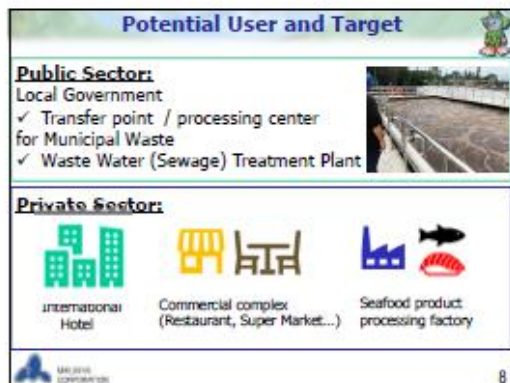 Potential User and Target
Public Sector:
Local Government
✓ Transfer point / processing center
for Municipal Waste
✓ Waste Water (Sewage) Treatment Plant
Private Sector:
International
Hotel
Commercial complex
(Restaurant, Super Market...)
Seafood product
processing factory
CORPORATION
8